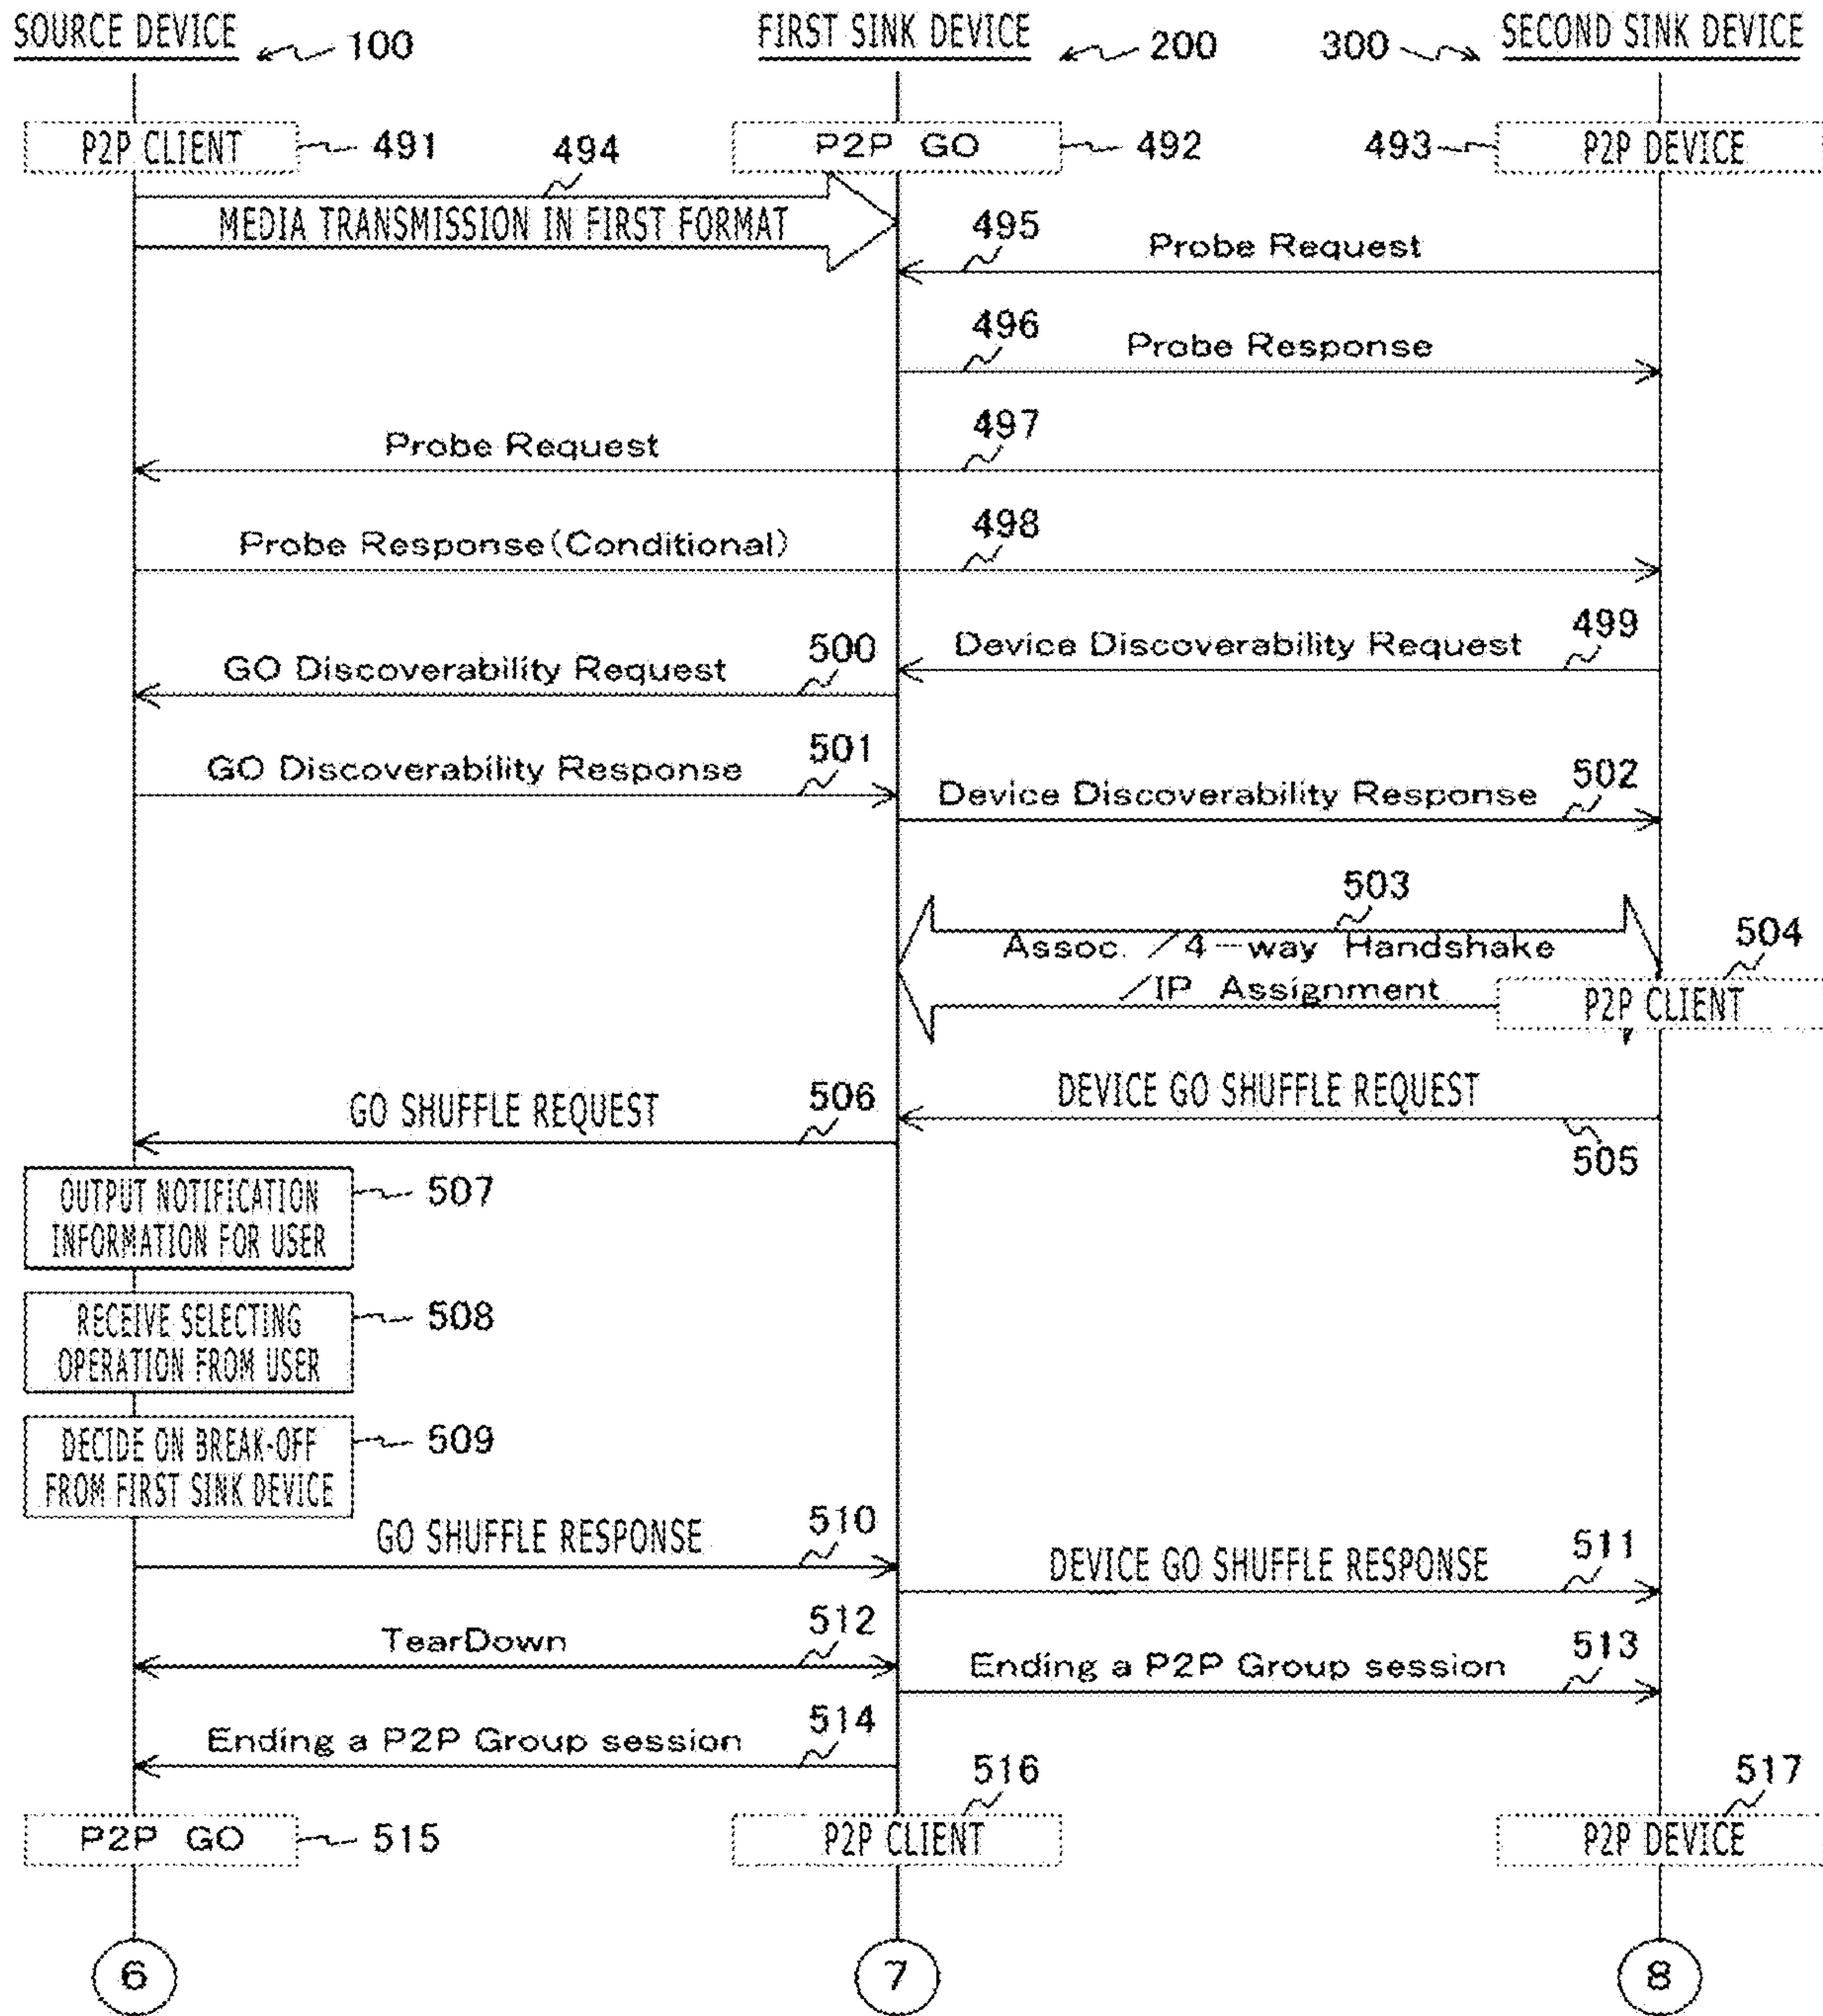 SOURCE DEVICE 100 FIRST SINK DEVICE 200 300 SECOND SINK DEVICE
P2P CLIENT 491 494 P2P GO 492 493 P2P DEVICE
MEDIA TRANSMISSION IN FIRST FORMAT
495 Probe Request
496 Probe Response
Probe Request 497
Probe Response(Conditional) 498
Device Discoverability Request 499
GO Discoverability Request 500
GO Discoverability Response 501
Device Discoverability Response 502
503
Assoc. /4-way Handshake
/IP Assignment
504
P2P CLIENT
DEVICE GO SHUFFLE REQUEST
505
GO SHUFFLE REQUEST 506
OUTPUT NOTIFICATION
INFORMATION FOR USER
507
RECEIVE SELECTING
OPERATION FROM USER
508
DECIDE ON BREAK-OFF
FROM FIRST SINK DEVICE
509
GO SHUFFLE RESPONSE 510
DEVICE GO SHUFFLE RESPONSE 511
TearDown 512
Ending a P2P Group session 513
Ending a P2P Group session 514
P2P GO 515
516
P2P CLIENT
517
P2P DEVICE
6 7 8